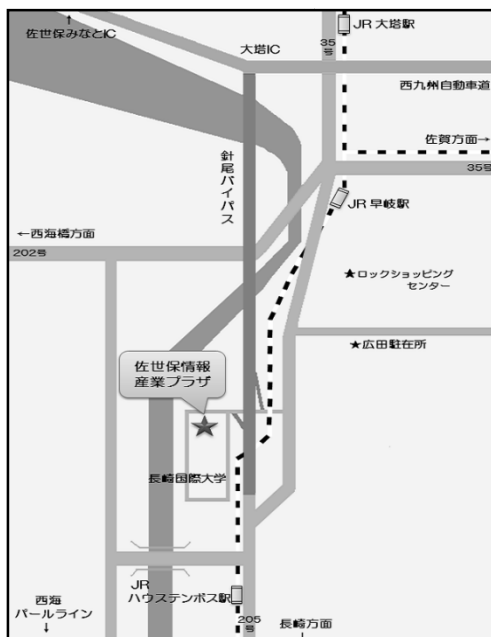 ↑
佐世保みなとIC
大塔IC
35号
JR 大塔駅
西九州自動車道
佐賀方面→
35号
針尾バイパス
JR 早岐駅
←西海橋方面
202号
★ロックショッピング
センター
★広田駐在所
佐世保情報
産業プラザ
長崎国際大学
JR
ハウステンボス駅
西海
パールライン
↓
205号
長崎方面
↓